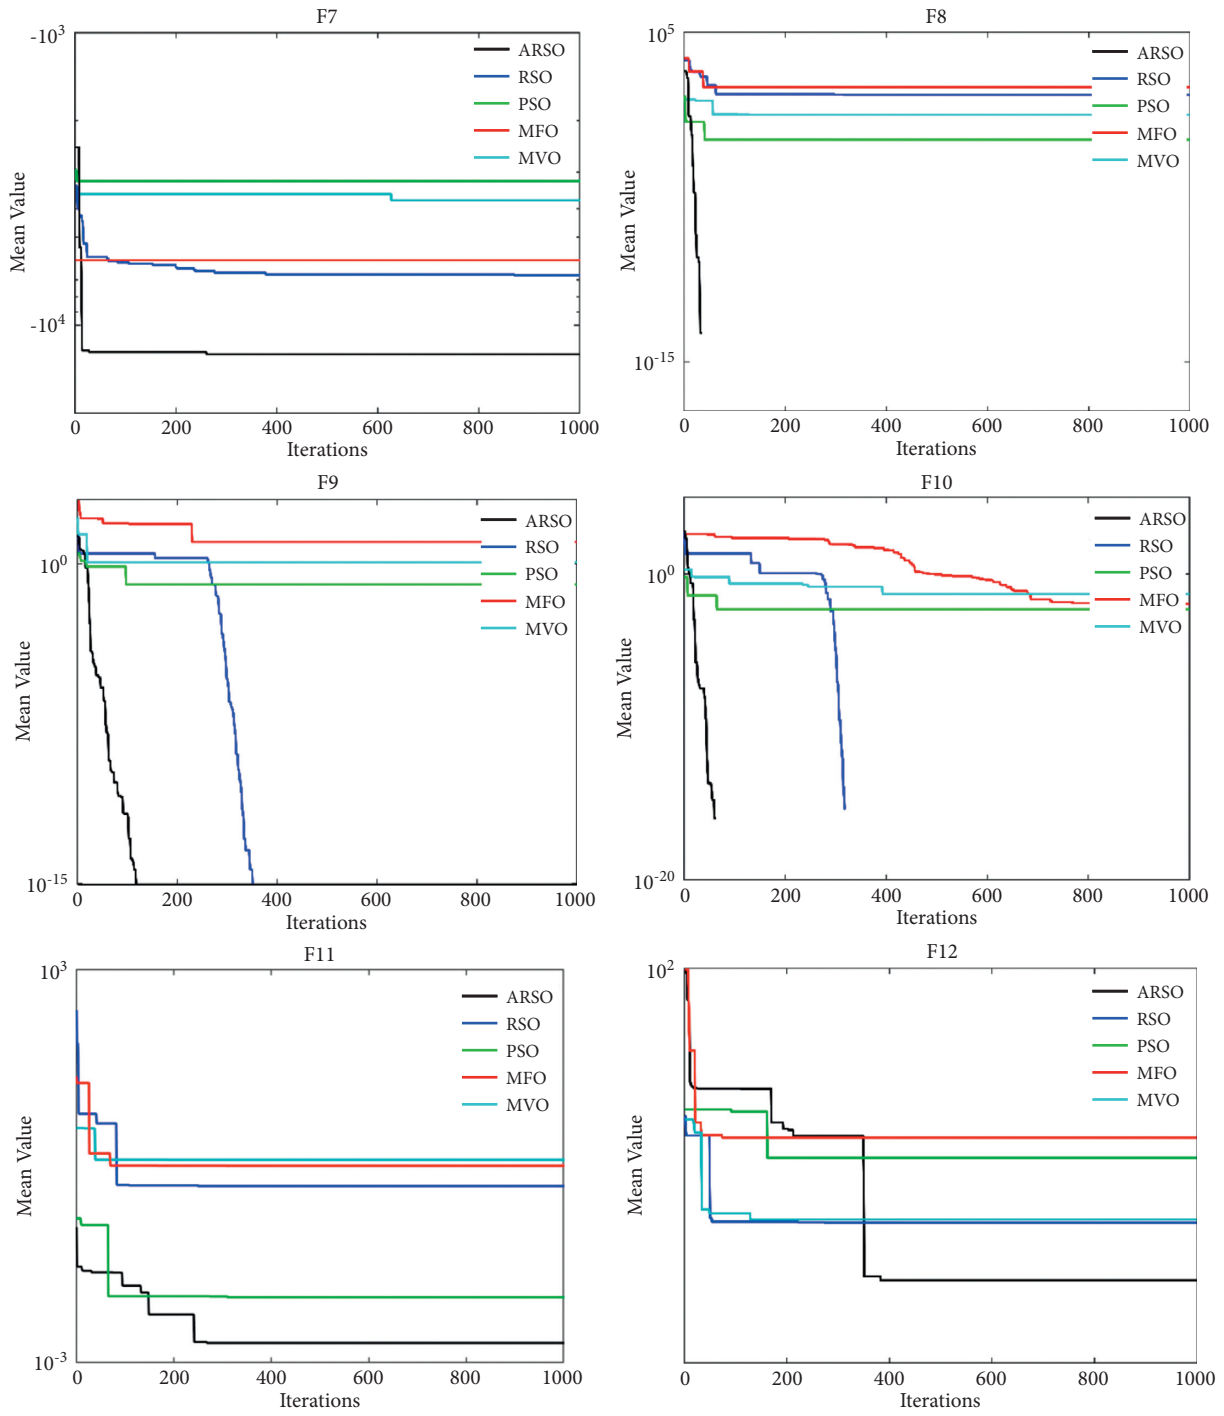 F7
-10^3
-10^4
Mean Value
ARSO
RSO
PSO
MFO
MVO
0 200 400 600 800 1000
Iterations
F8
10^5
10^-15
Mean Value
ARSO
RSO
PSO
MFO
MVO
0 200 400 600 800 1000
Iterations
F9
10^0
10^-15
Mean Value
ARSO
RSO
PSO
MFO
MVO
0 200 400 600 800 1000
Iterations
F10
10^0
10^-20
Mean Value
ARSO
RSO
PSO
MFO
MVO
0 200 400 600 800 1000
Iterations
F11
10^3
10^-3
Mean Value
ARSO
RSO
PSO
MFO
MVO
0 200 400 600 800 1000
Iterations
F12
10^2
Mean Value
ARSO
RSO
PSO
MFO
MVO
0 200 400 600 800 1000
Iterations